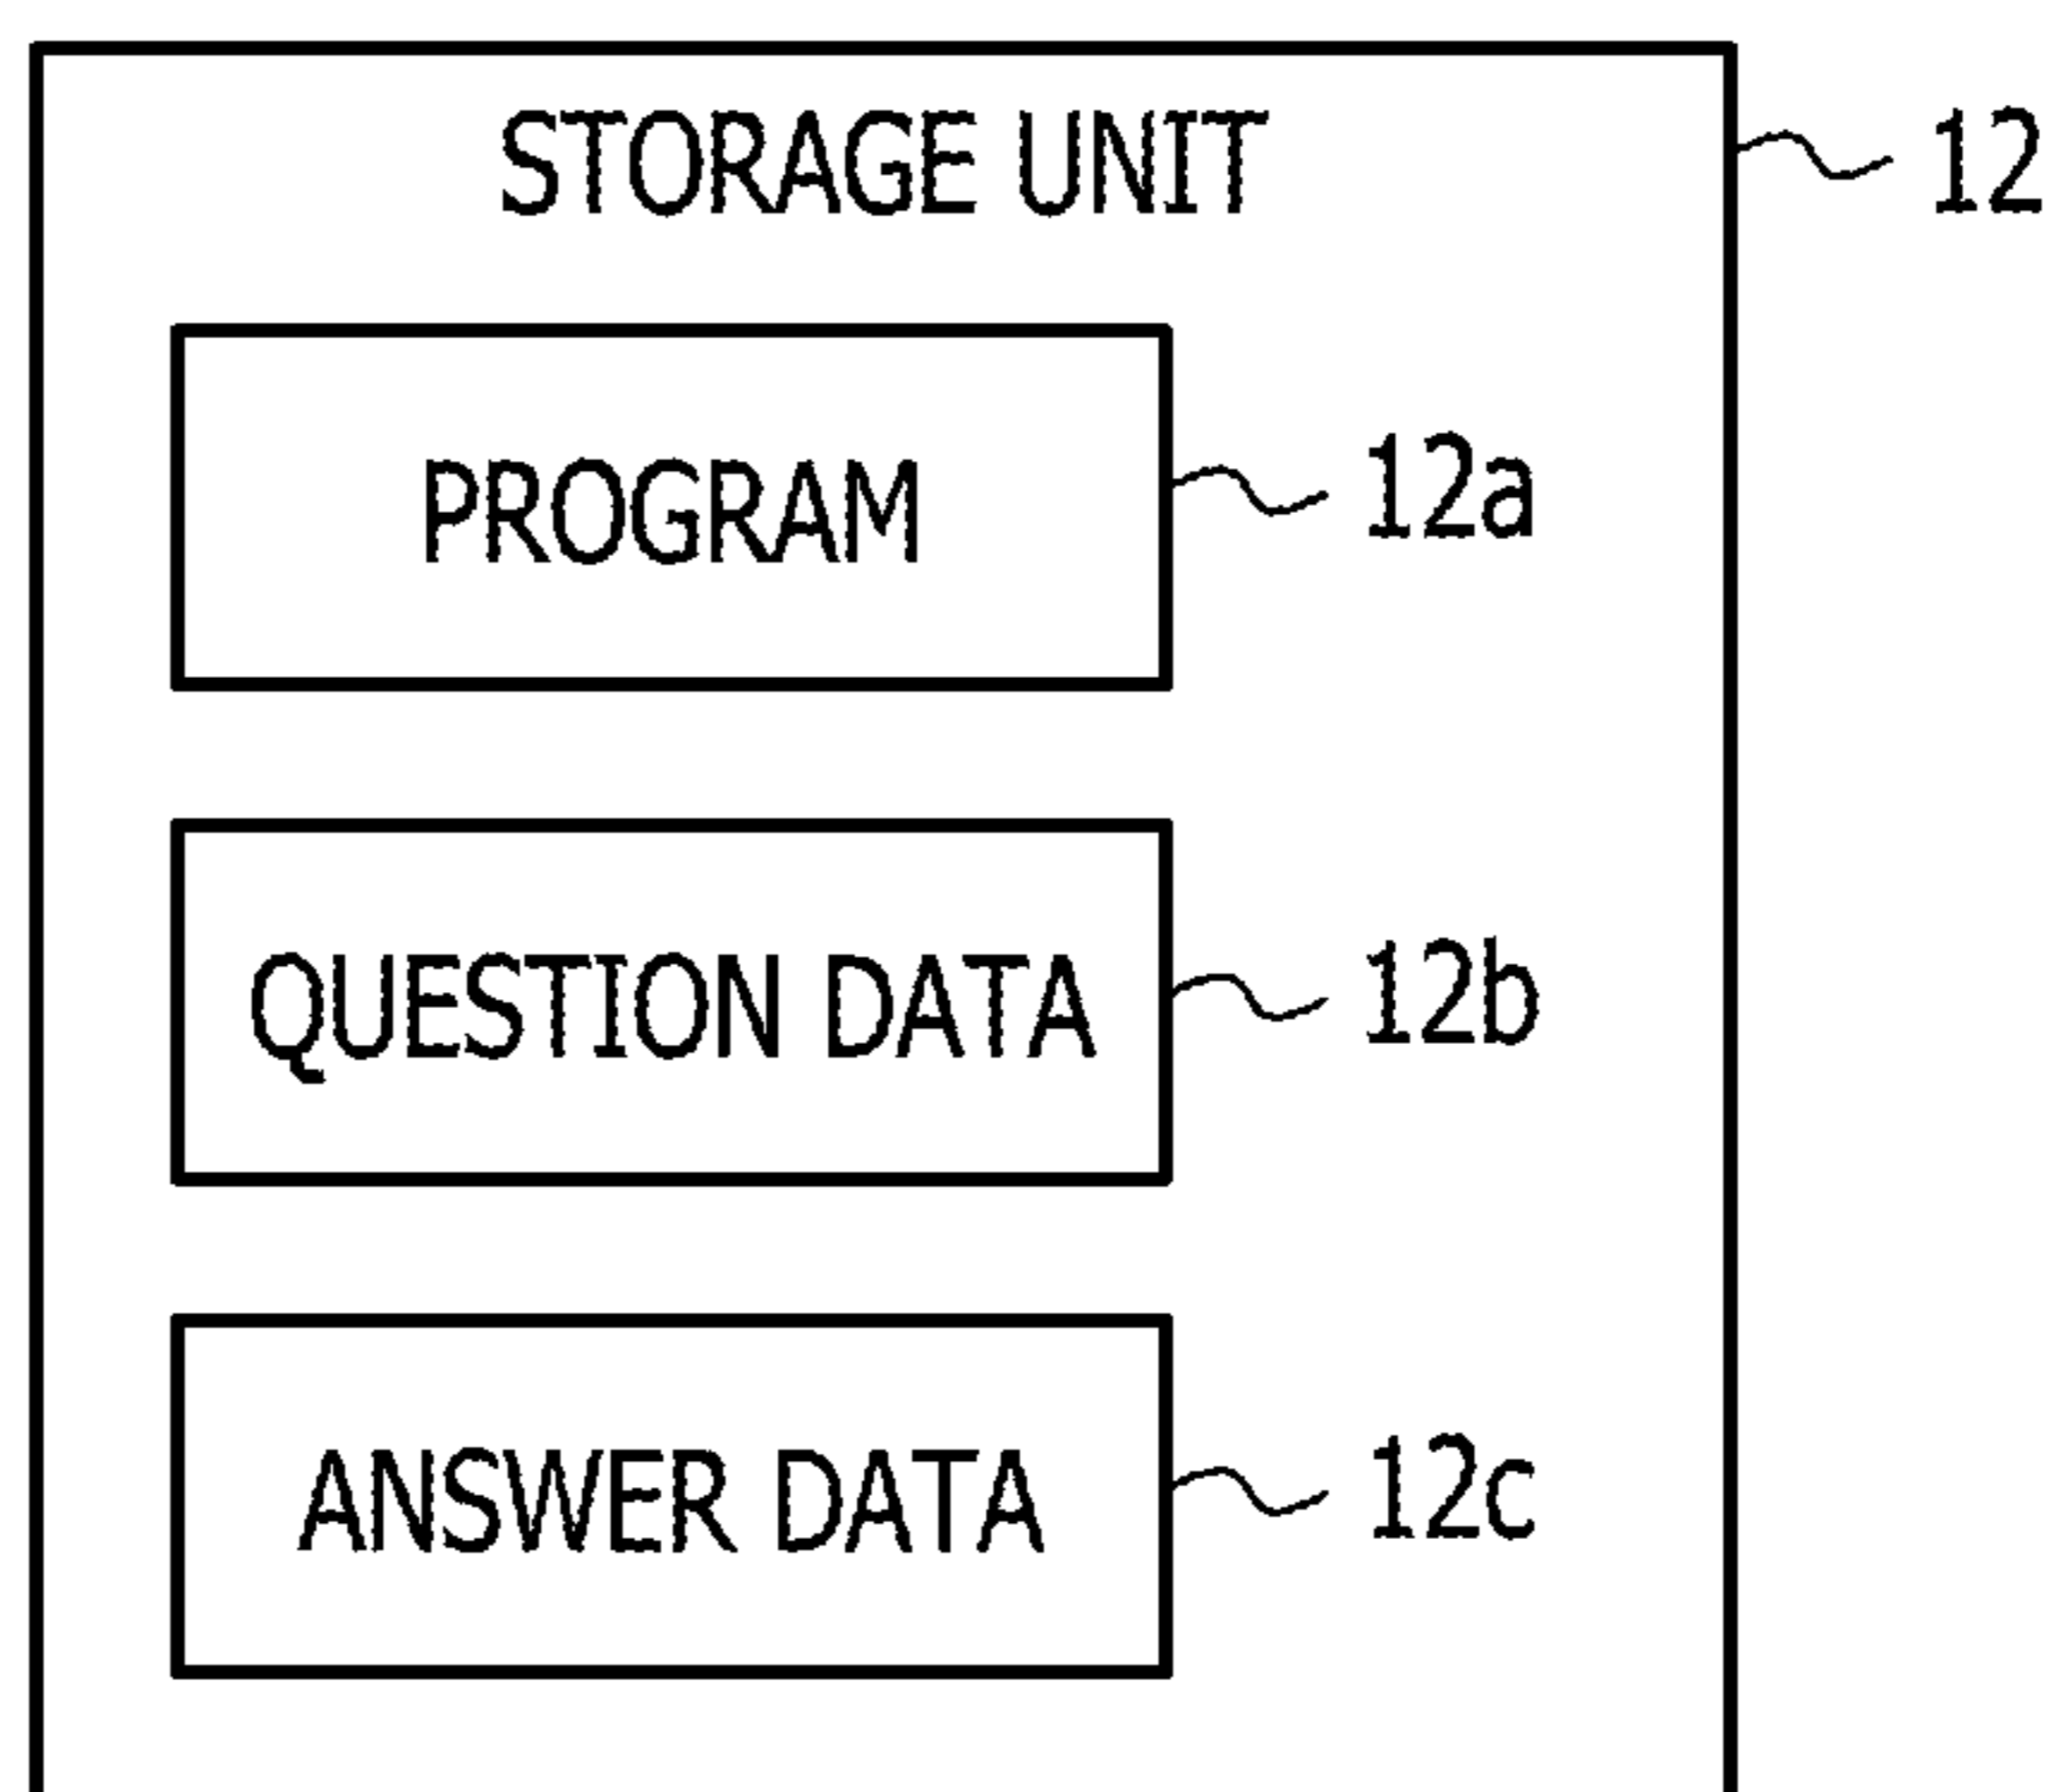 STORAGE UNIT
12
PROGRAM
12a
QUESTION DATA
12b
ANSWER DATA
12c